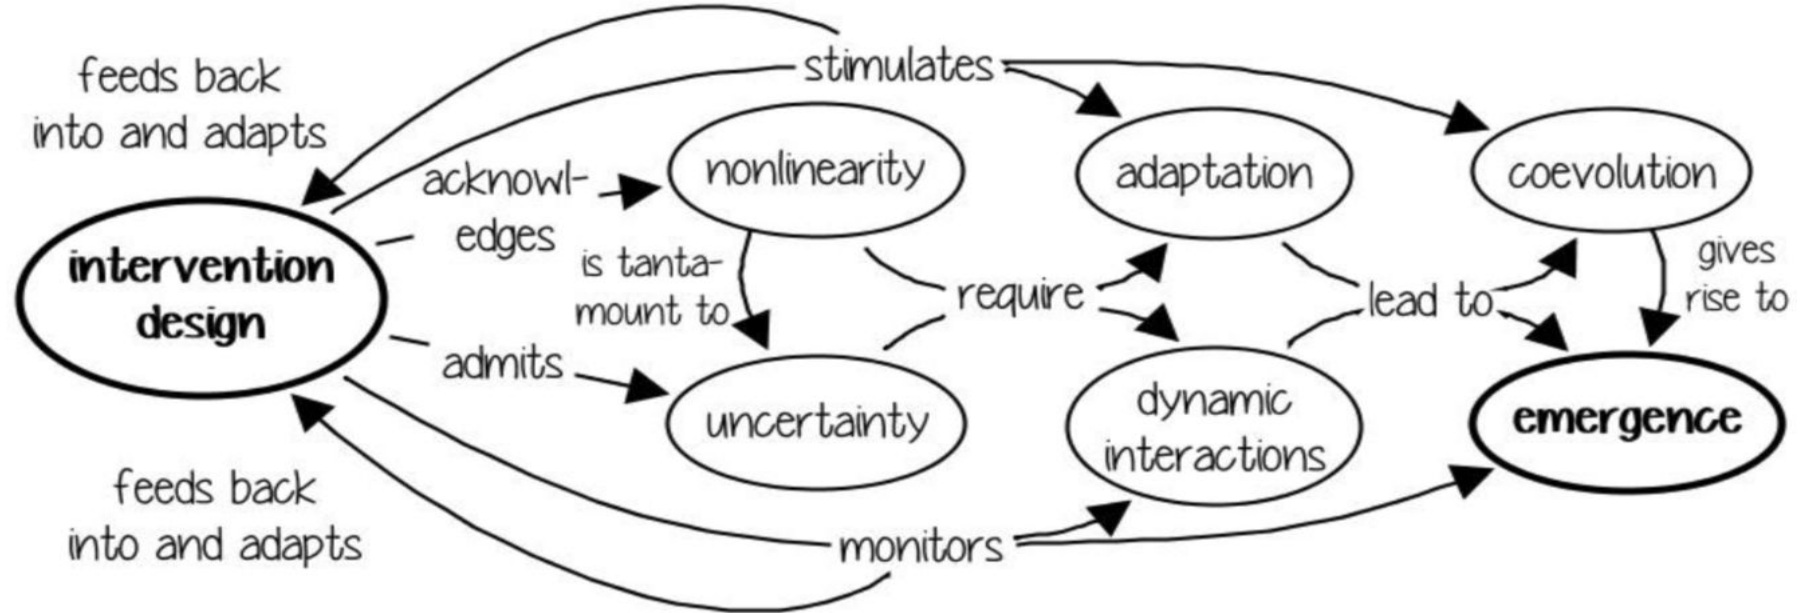 feeds back
into and adapts
stimulates
acknowl-
edges
nonlinearity
adaptation
coevolution
intervention
design
is tanta-
mount to
require
lead to
gives
rise to
admits
uncertainty
dynamic
interactions
emergence
feeds back
into and adapts
monitors